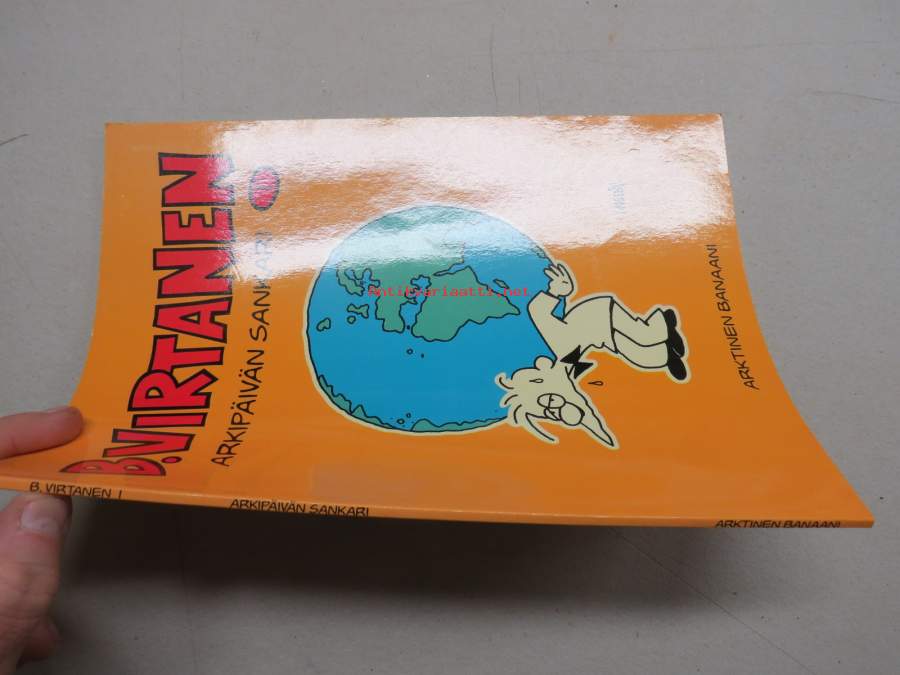 B.VIRTANEN
ARKIPÄIVÄN SANKARI
ARKTINEN BANAANI
Antikvariaatti.net
B. VIRTANEN 1
ARKIPÄIVÄN SANKARI
ARKTINEN BANAANI